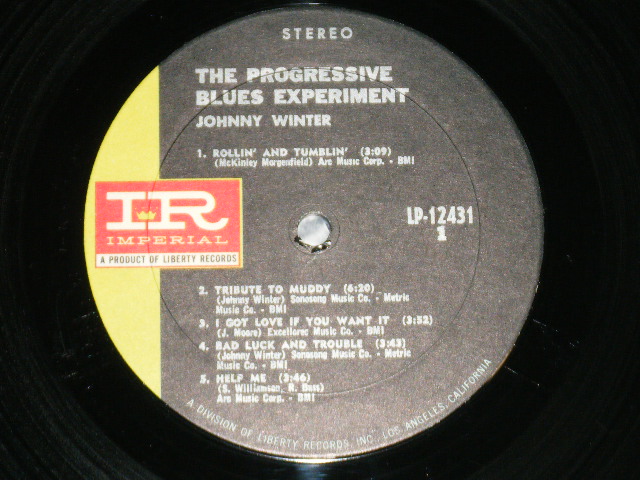 STEREO
THE PROGRESSIVE
BLUES EXPERIMENT
JOHNNY WINTER
1. ROLLIN' AND TUMBLIN' (3:09)
(McKinley Morgenfield) Arc Music Corp. - BMI
IR
IMPERIAL
A PRODUCT OF LIBERTY RECORDS
LP-12431
1
2. TRIBUTE TO MUDDY (6:20)
(Johnny Winter) Sonosong Music Co. - Metric
Music Co. - BMI
3. I GOT LOVE IF YOU WANT IT (3:52)
(J. Moore) Excellorec Music Co. - BMI
4. BAD LUCK AND TROUBLE (3:43)
(Johnny Winter) Sonosong Music Co. - Metric
Music Co. - BMI
5. HELP ME (3:46)
(S. Williamson, R. Bass)
Arc Music Corp. - BMI
A DIVISION OF LIBERTY RECORDS, INC., LOS ANGELES, CALIFORNIA